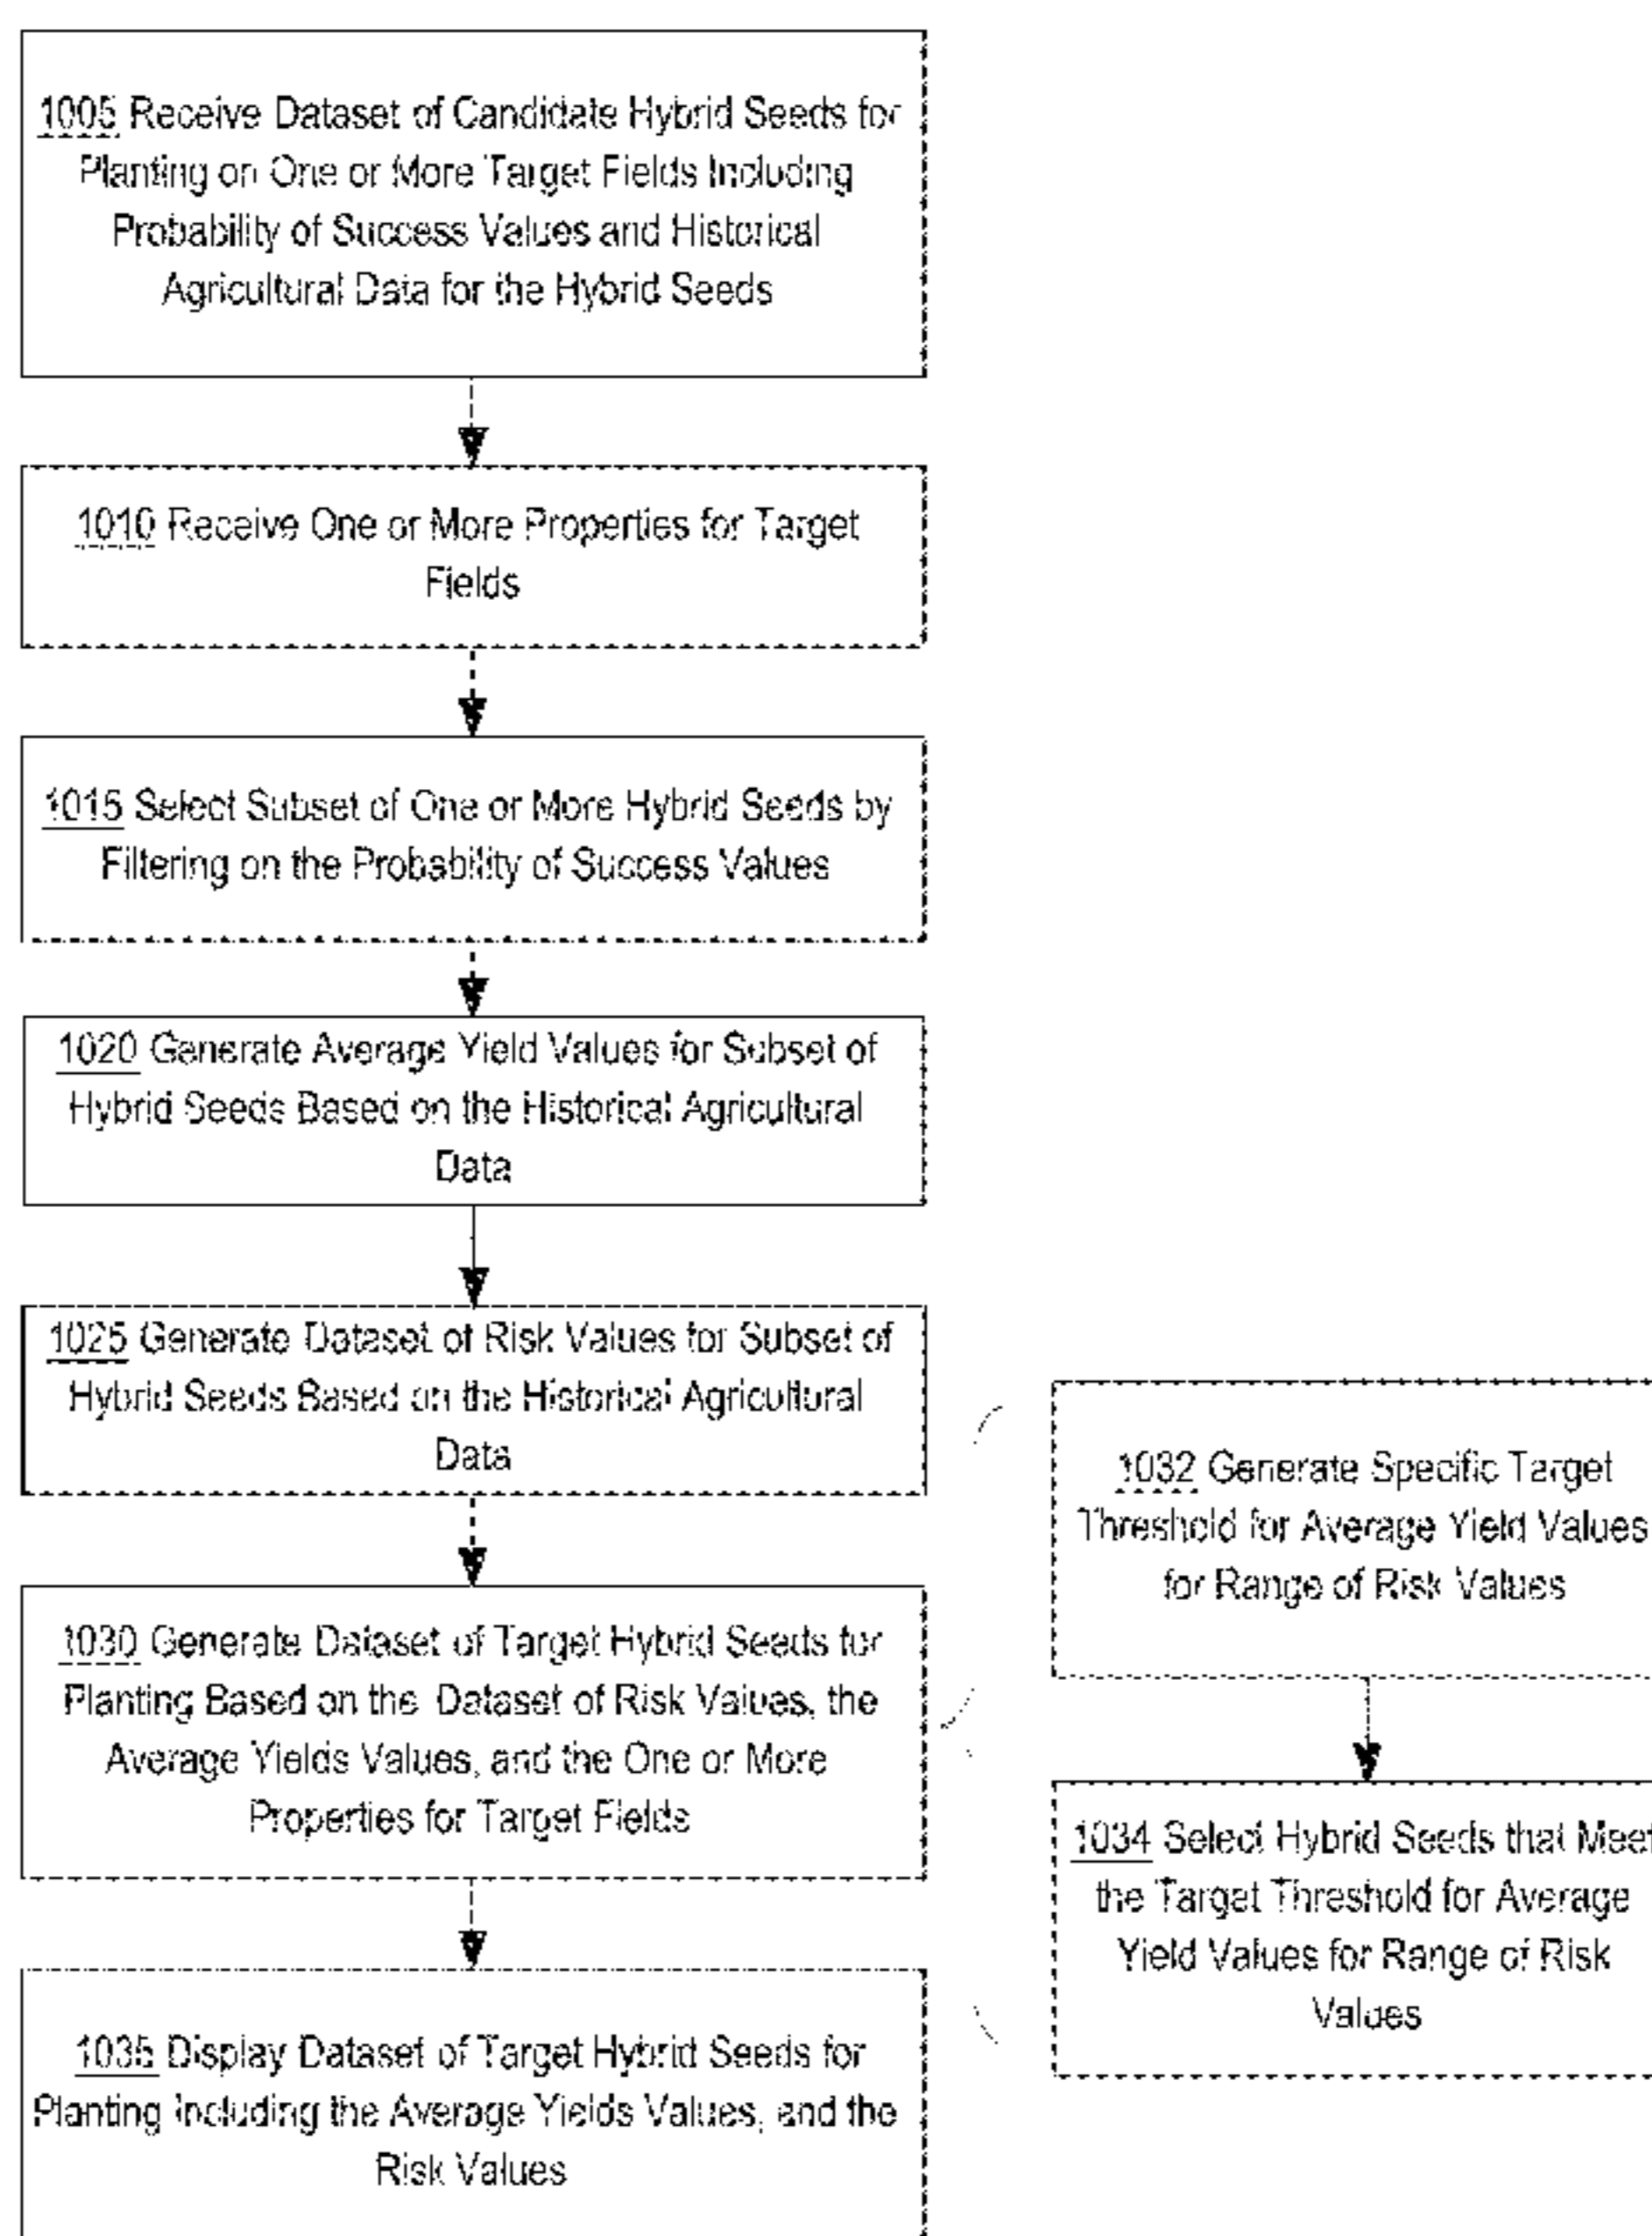 1005 Receive Dataset of Candidate Hybrid Seeds for
Planting on One or More Target Fields Including
Probability of Success Values and Historical
Agricultural Data for the Hybrid Seeds
1010 Receive One or More Properties for Target
Fields
1015 Select Subset of One or More Hybrid Seeds by
Filtering on the Probability of Success Values
1020 Generate Average Yield Values for Subset of
Hybrid Seeds Based on the Historical Agricultural
Data
1025 Generate Dataset of Risk Values for Subset of
Hybrid Seeds Based on the Historical Agricultural
Data
1030 Generate Dataset of Target Hybrid Seeds for
Planting Based on the Dataset of Risk Values, the
Average Yields Values, and the One or More
Properties for Target Fields
1035 Display Dataset of Target Hybrid Seeds for
Planting Including the Average Yields Values, and the
Risk Values
1032 Generate Specific Target
Threshold for Average Yield Values
for Range of Risk Values
1034 Select Hybrid Seeds that Meet
the Target Threshold for Average
Yield Values for Range of Risk
Values